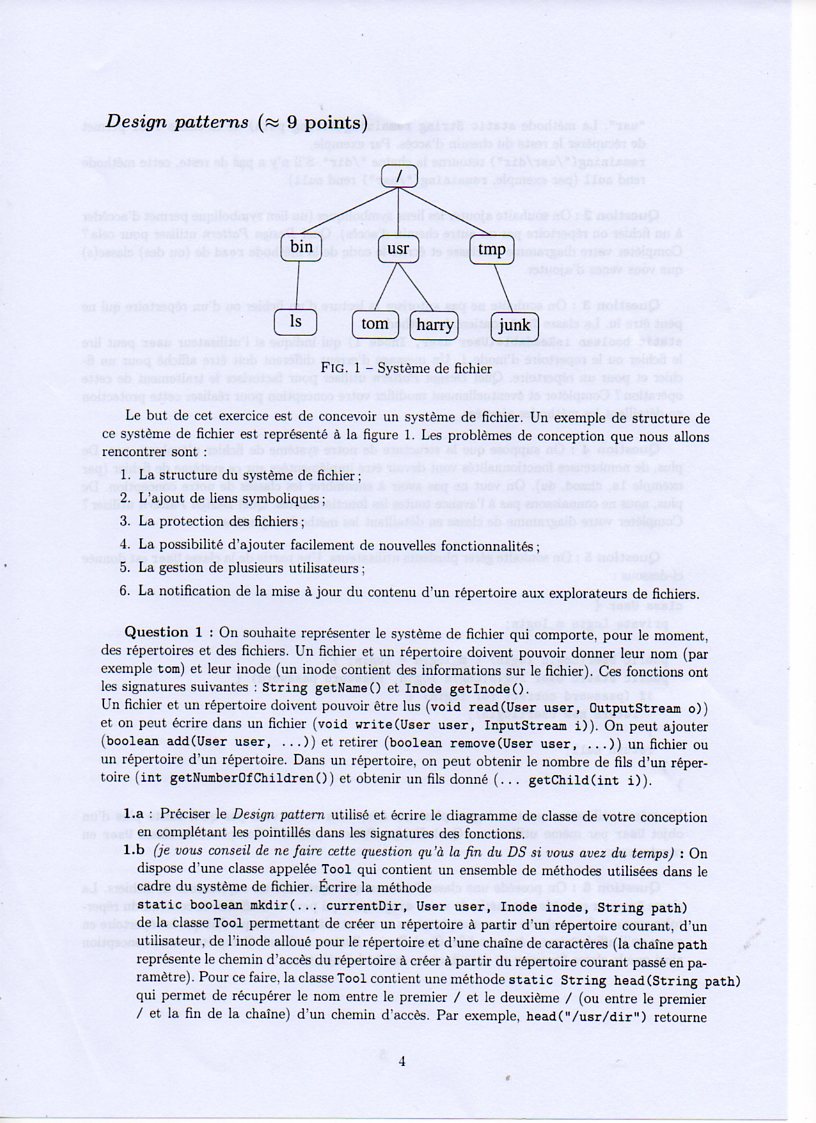 Design patterns (≈ 9 points)
/
bin usr tmp
ls tom harry junk
FIG. 1 – Système de fichier
Le but de cet exercice est de concevoir un système de fichier. Un exemple de structure de
ce système de fichier est représenté à la figure 1. Les problèmes de conception que nous allons
rencontrer sont :
1. La structure du système de fichier ;
2. L'ajout de liens symboliques ;
3. La protection des fichiers ;
4. La possibilité d'ajouter facilement de nouvelles fonctionnalités ;
5. La gestion de plusieurs utilisateurs ;
6. La notification de la mise à jour du contenu d'un répertoire aux explorateurs de fichiers.
Question 1 : On souhaite représenter le système de fichier qui comporte, pour le moment,
des répertoires et des fichiers. Un fichier et un répertoire doivent pouvoir donner leur nom (par
exemple tom) et leur inode (un inode contient des informations sur le fichier). Ces fonctions ont
les signatures suivantes : String getName() et Inode getInode().
Un fichier et un répertoire doivent pouvoir être lus (void read(User user, OutputStream o))
et on peut écrire dans un fichier (void write(User user, InputStream i)). On peut ajouter
(boolean add(User user, ...)) et retirer (boolean remove(User user, ...)) un fichier ou
un répertoire d'un répertoire. Dans un répertoire, on peut obtenir le nombre de fils d'un réper-
toire (int getNumberOfChildren()) et obtenir un fils donné (... getChild(int i)).
1.a : Préciser le Design pattern utilisé et écrire le diagramme de classe de votre conception
en complétant les pointillés dans les signatures des fonctions.
1.b (je vous conseil de ne faire cette question qu'à la fin du DS si vous avez du temps) : On
dispose d'une classe appelée Tool qui contient un ensemble de méthodes utilisées dans le
cadre du système de fichier. Écrire la méthode
static boolean mkdir(... currentDir, User user, Inode inode, String path)
de la classe Tool permettant de créer un répertoire à partir d'un répertoire courant, d'un
utilisateur, de l'inode alloué pour le répertoire et d'une chaîne de caractères (la chaîne path
représente le chemin d'accès du répertoire à créer à partir du répertoire courant passé en pa-
ramètre). Pour ce faire, la classe Tool contient une méthode static String head(String path)
qui permet de récupérer le nom entre le premier / et le deuxième / (ou entre le premier
/ et la fin de la chaîne) d'un chemin d'accès. Par exemple, head("/usr/dir") retourne
4